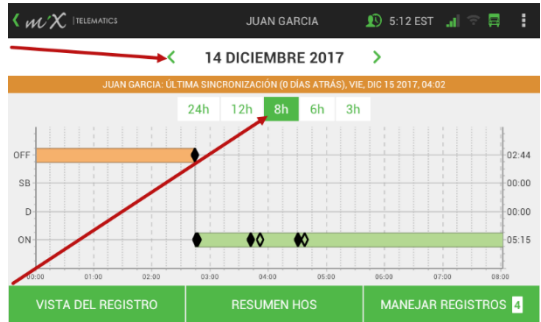 miX | TELEMATICS JUAN GARCIA 5:12 EST
14 DICIEMBRE 2017
JUAN GARCIA: ÚLTIMA SINCRONIZACIÓN (0 DÍAS ATRÁS), VIE, DIC 15 2017, 04:02
24h 12h 8h 6h 3h
OFF 02:44
SB 00:00
D 00:00
ON 05:15
00:00 01:00 02:00 03:00 04:00 05:00 06:00 07:00 08:00
VISTA DEL REGISTRO RESUMEN HOS MANEJAR REGISTROS 4